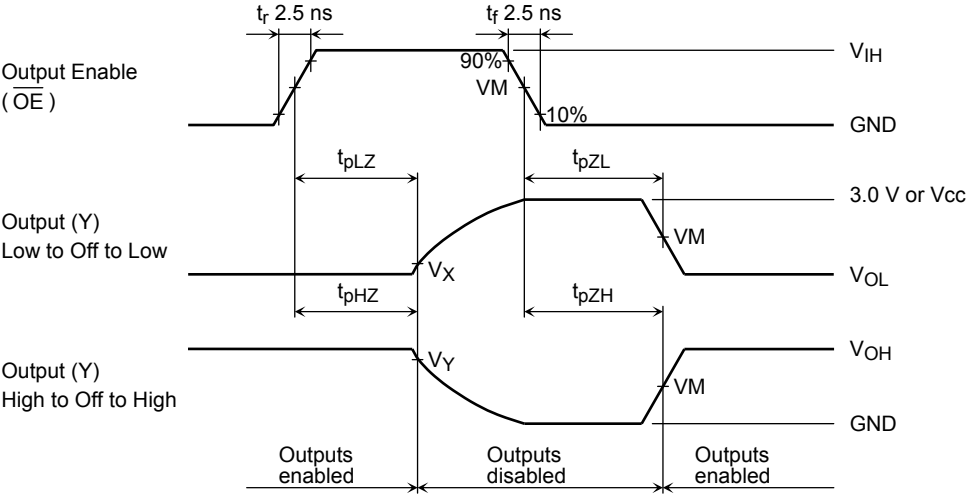 tr 2.5 ns
tf 2.5 ns
Output Enable
( OE )
90%
VM
10%
VIH
GND
tpLZ
tpZL
3.0 V or Vcc
Output (Y)
Low to Off to Low
VM
VX
VOL
tpHZ
tpZH
VOH
Output (Y)
High to Off to High
VY
VM
GND
Outputs
enabled
Outputs
disabled
Outputs
enabled